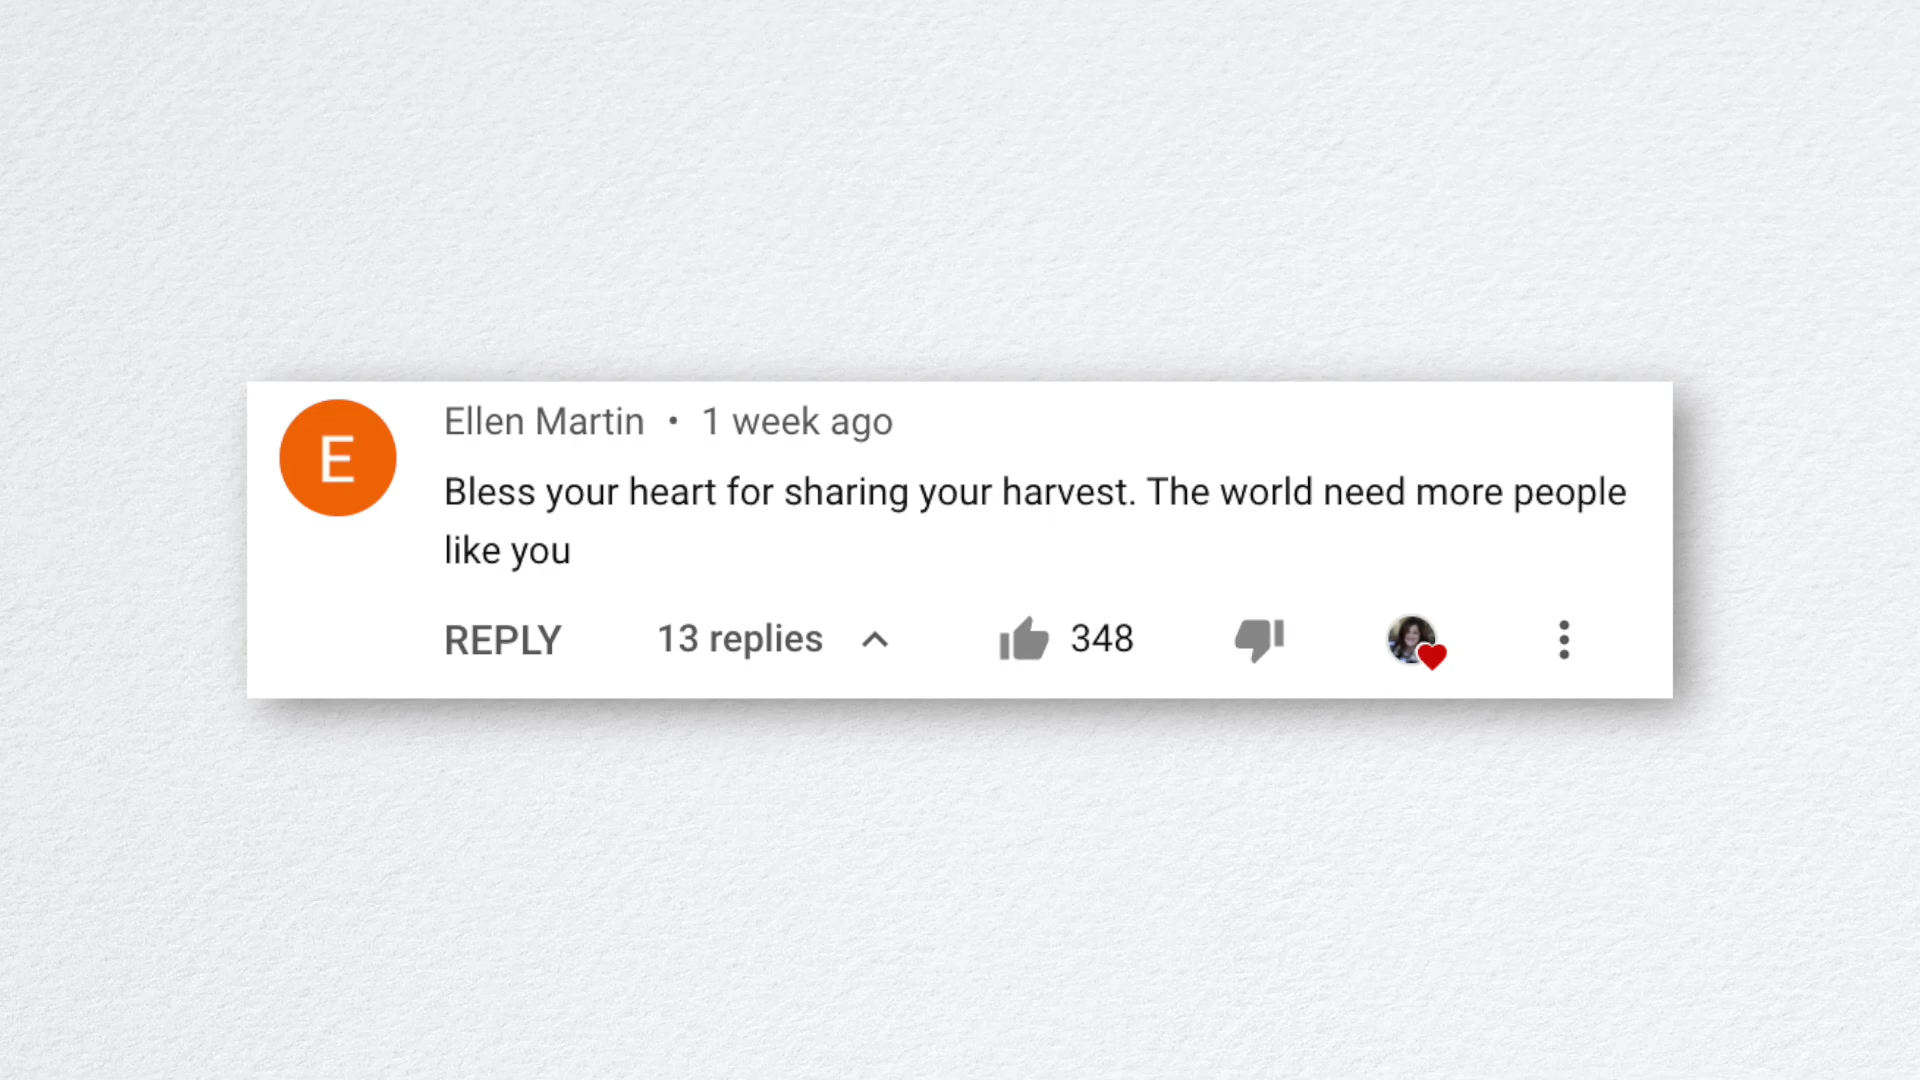 E
Ellen Martin • 1 week ago
Bless your heart for sharing your harvest. The world need more people
like you
REPLY 13 replies 348